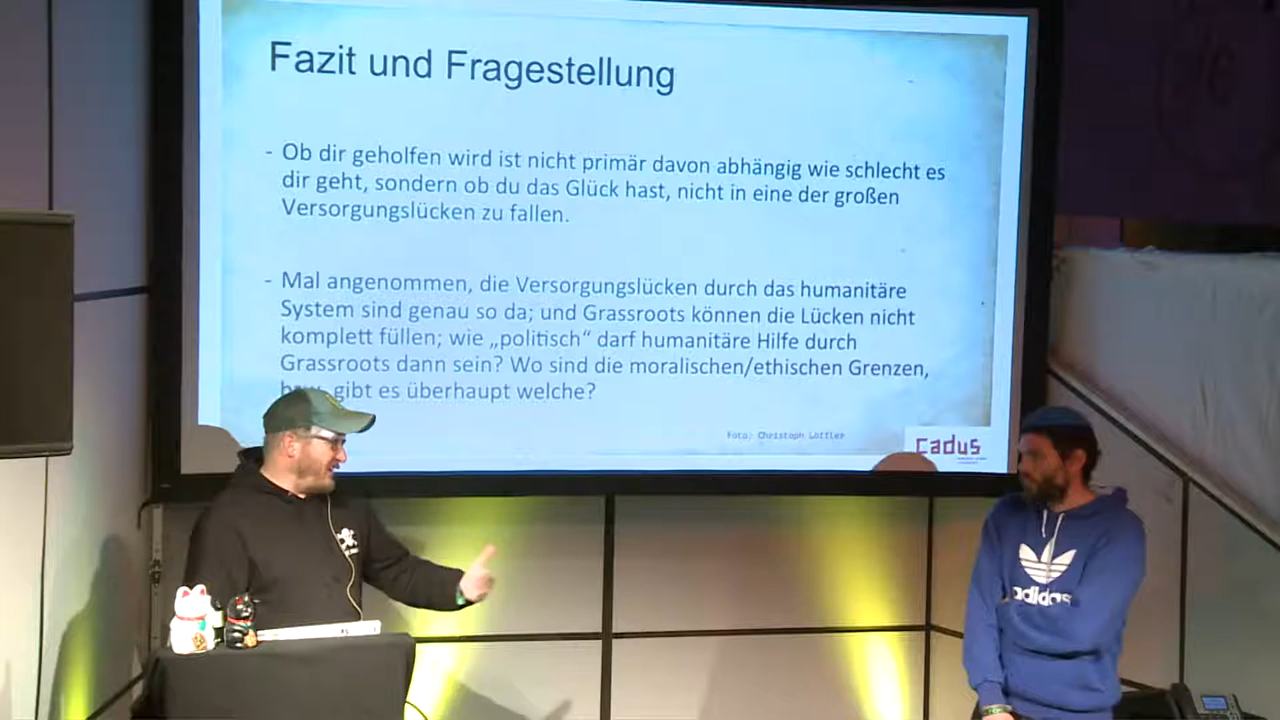 Fazit und Fragestellung
- Ob dir geholfen wird ist nicht primär davon abhängig wie schlecht es
dir geht, sondern ob du das Glück hast, nicht in eine der großen
Versorgungslücken zu fallen.
- Mal angenommen, die Versorgungslücken durch das humanitäre
System sind genau so da; und Grassroots können die Lücken nicht
komplett füllen; wie „politisch“ darf humanitäre Hilfe durch
Grassroots dann sein? Wo sind die moralischen/ethischen Grenzen,
gibt es überhaupt welche?
Foto: Christoph Löffler
cadus
adidas